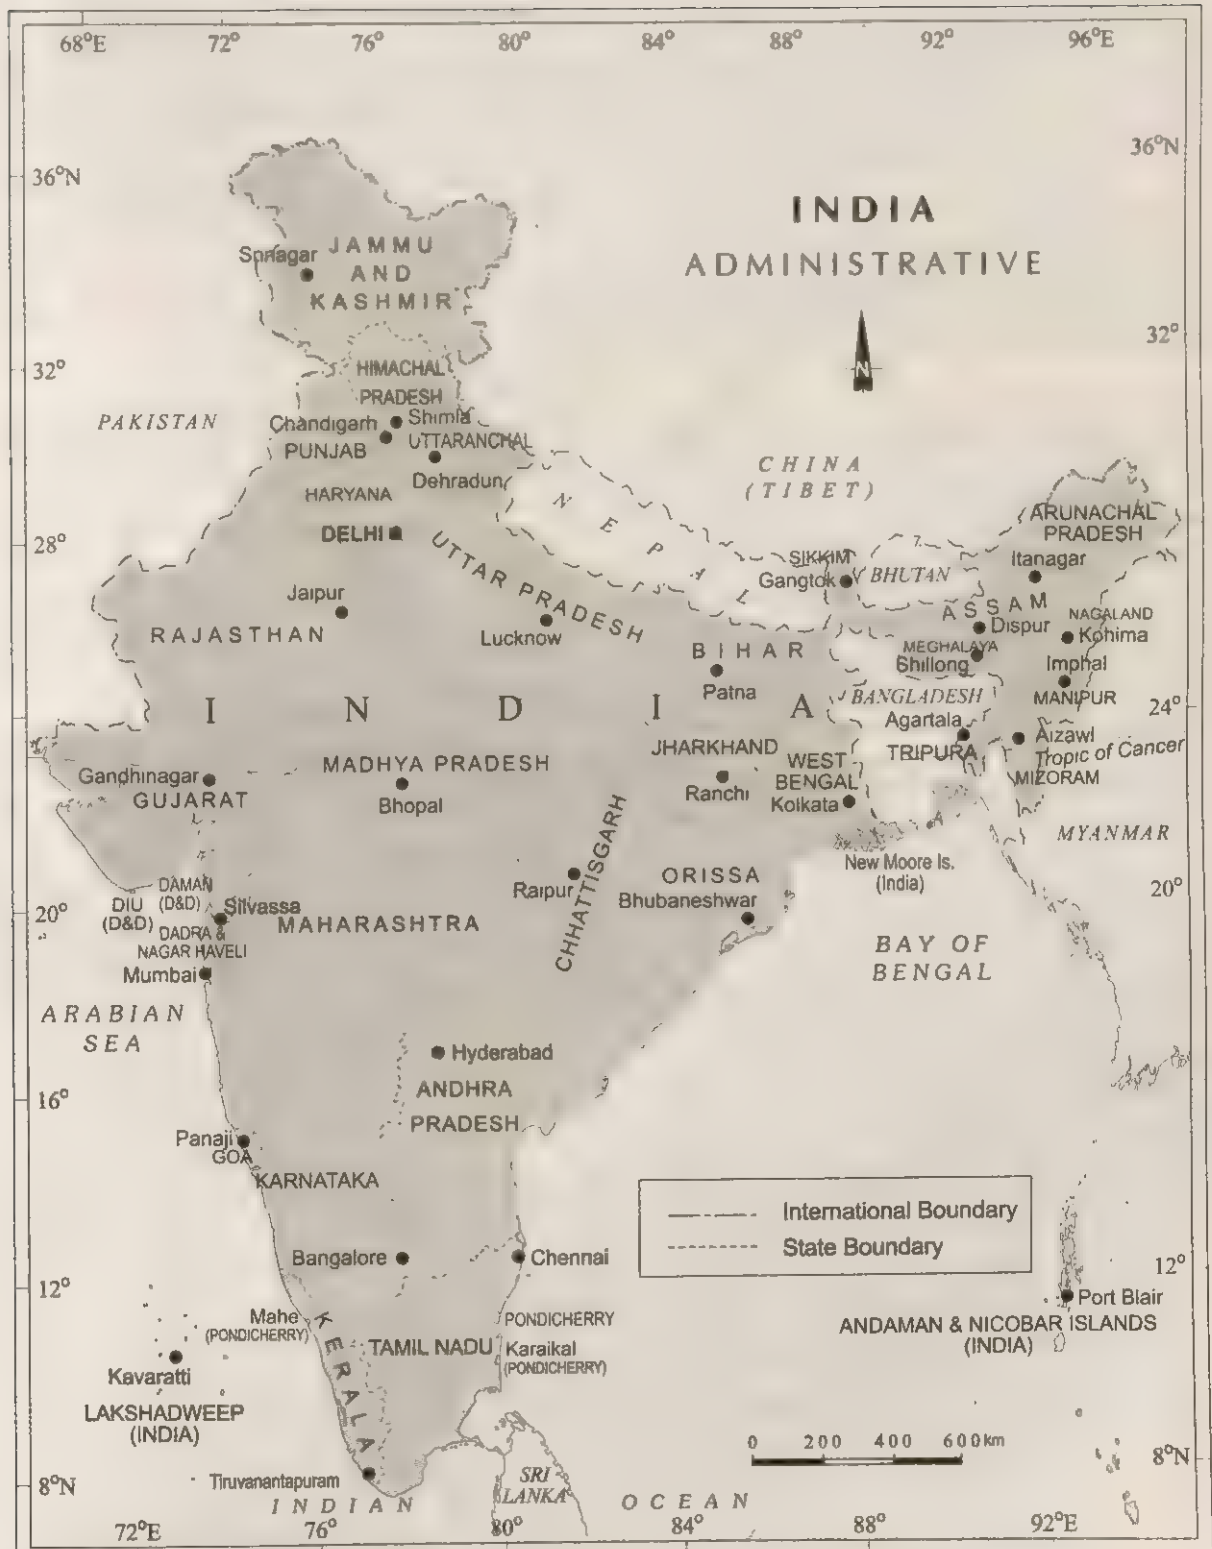 68°E 72° 76° 80° 84° 88° 92° 96°E
36°N
36°N
INDIA
ADMINISTRATIVE
Srinagar
JAMMU
AND
KASHMIR
N
32°
32°
HIMACHAL
PRADESH
PAKISTAN
Chandigarh
Shimla
PUNJAB
UTTARANCHAL
Dehradun
HARYANA
CHINA
(TIBET)
NEPAL
ARUNACHAL
PRADESH
DELHI
28°
28°
UTTAR PRADESH
SIKKIM
Gangtok
BHUTAN
Itanagar
Jaipur
RAJASTHAN
Lucknow
ASSAM
Dispur
NAGALAND
Kohima
BIHAR
Patna
MEGHALAYA
Shillong
Imphal
MANIPUR
INDIA
BANGLADESH
24°
Agartala
TRIPURA
Aizawl
Tropic of Cancer
MIZORAM
JHARKHAND
Ranchi
WEST
BENGAL
Kolkata
MADHYA PRADESH
Bhopal
Gandhinagar
GUJARAT
MYANMAR
New Moore Is.
(India)
CHHATTISGARH
Raipur
ORISSA
Bhubaneshwar
20°
20°
DAMAN
(D&D)
DIU
(D&D)
Silvassa
DADRA &
NAGAR HAVELI
MAHARASHTRA
Mumbai
BAY OF
BENGAL
ARABIAN
SEA
Hyderabad
ANDHRA
PRADESH
16°
Panaji
GOA
KARNATAKA
International Boundary
State Boundary
Bangalore
Chennai
12°
12°
Port Blair
ANDAMAN & NICOBAR ISLANDS
(INDIA)
Mahe
(PONDICHERRY)
KERALA
TAMIL NADU
PONDICHERRY
Karaikal
(PONDICHERRY)
Kavaratti
LAKSHADWEEP
(INDIA)
0 200 400 600km
8°N
8°N
Tiruvanantapuram
SRI
LANKA
INDIAN OCEAN
72°E 76° 80° 84° 88° 92°E